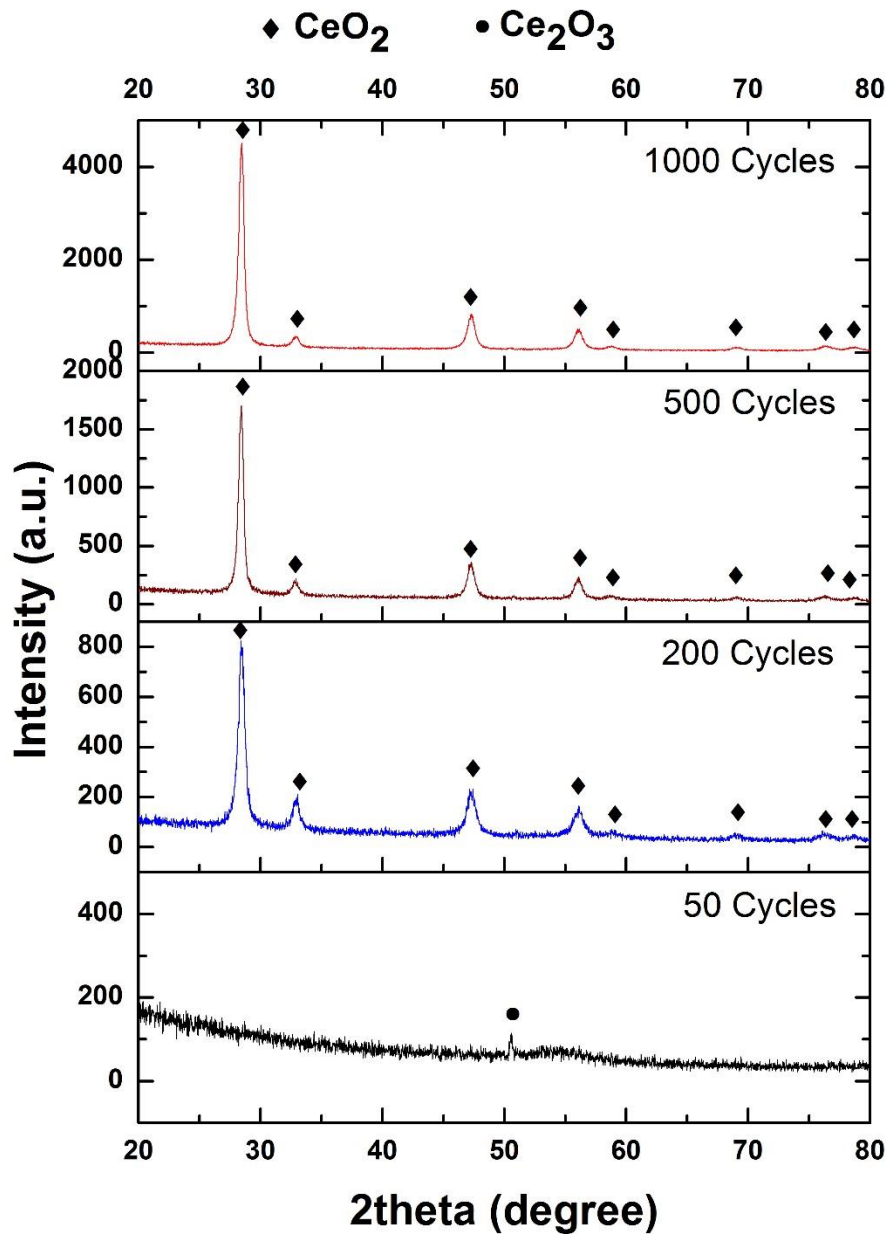 ◆ CeO₂ ● Ce₂O₃
20 30 40 50 60 70 80
1000 Cycles
4000
2000
0
500 Cycles
2000
1500
1000
500
0
200 Cycles
800
600
400
200
0
50 Cycles
400
200
0
20 30 40 50 60 70 80
Intensity (a.u.)
2theta (degree)